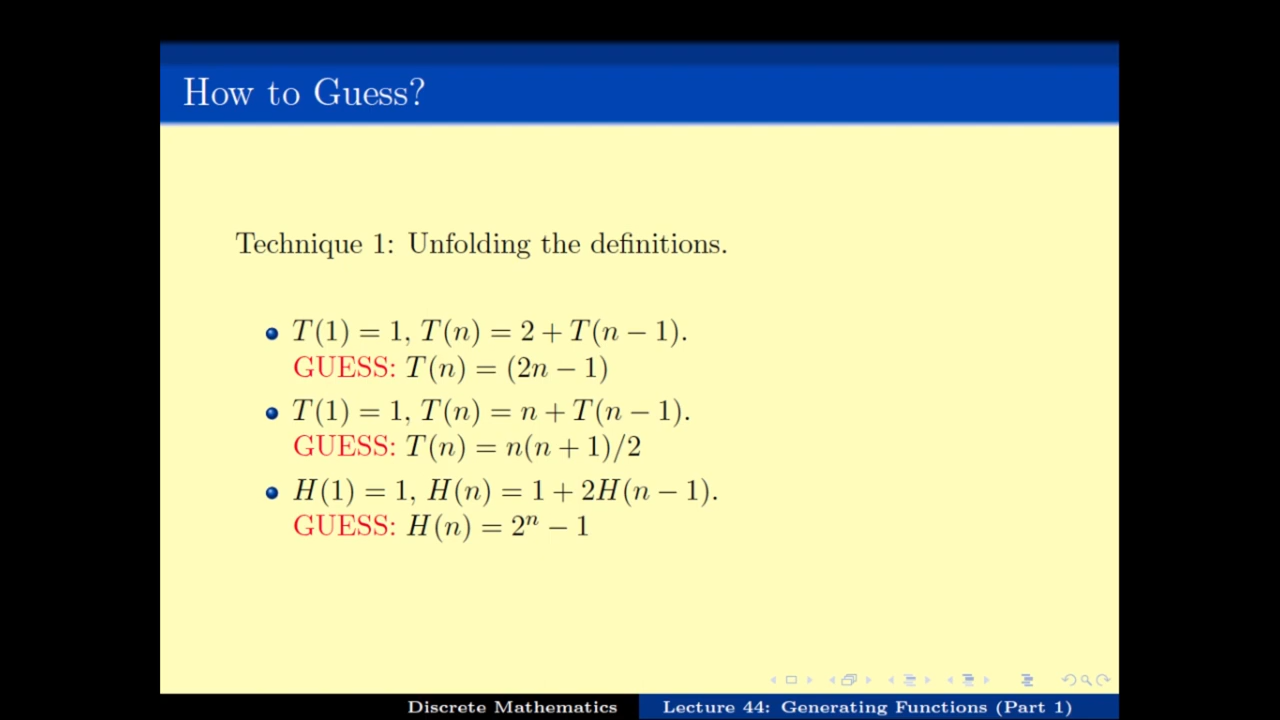 How to Guess?
Technique 1: Unfolding the definitions.
T(1) = 1, T(n) = 2 + T(n − 1).
GUESS: T(n) = (2n − 1)
T(1) = 1, T(n) = n + T(n − 1).
GUESS: T(n) = n(n + 1)/2
H(1) = 1, H(n) = 1 + 2H(n − 1).
GUESS: H(n) = 2ⁿ − 1
Discrete Mathematics
Lecture 44: Generating Functions (Part 1)